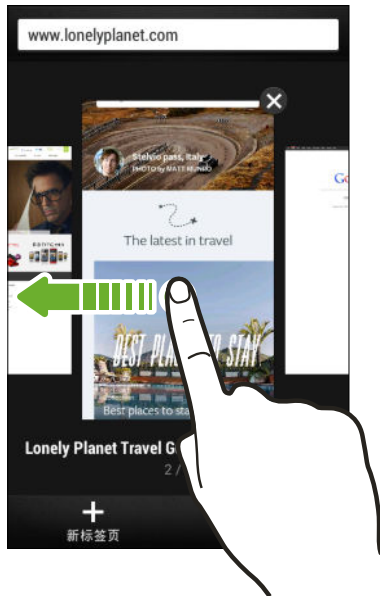 www.lonelyplanet.com
Stelvio pass, Italy
PHOTO by MATT MUNRO
The latest in travel
BEST PLA TO STAY
Best places to sta
Lonely Planet Travel G
2 /
新标签页